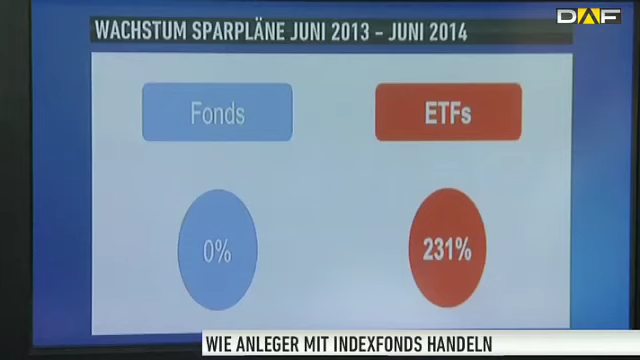 DAF
WACHSTUM SPARPLÄNE JUNI 2013 – JUNI 2014
Fonds
ETFs
0%
231%
WIE ANLEGER MIT INDEXFONDS HANDELN